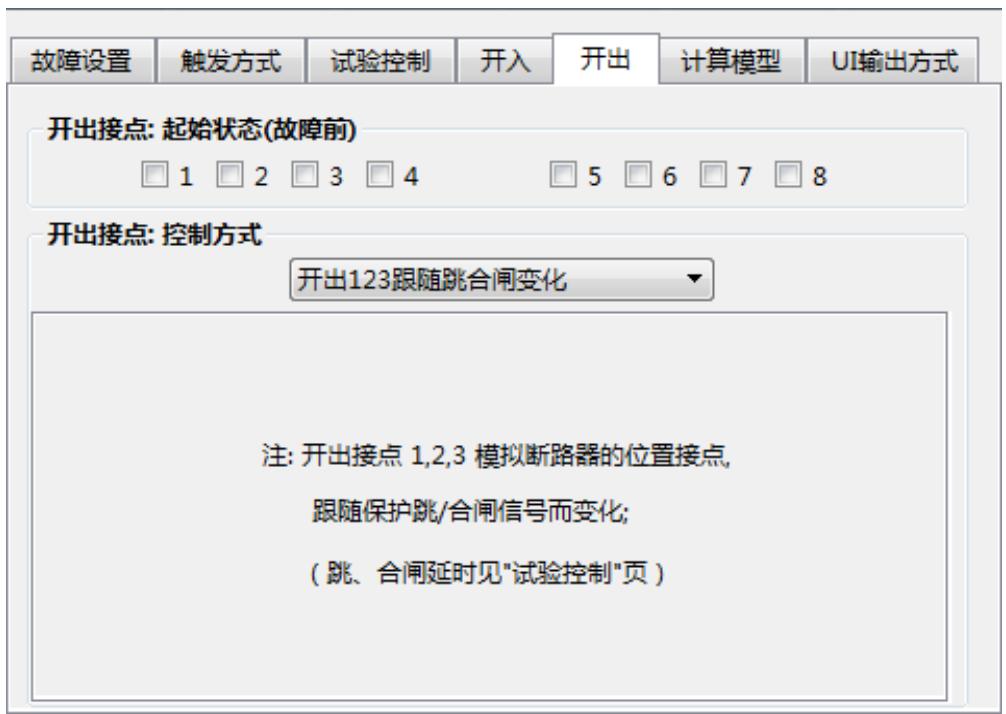 故障设置 触发方式 试验控制 开入 开出 计算模型 UI输出方式
开出接点: 起始状态(故障前)
1 2 3 4 5 6 7 8
开出接点: 控制方式
开出123跟随跳合闸变化
注: 开出接点 1,2,3 模拟断路器的位置接点,
跟随保护跳/合闸信号而变化;
( 跳、合闸延时见"试验控制"页 )